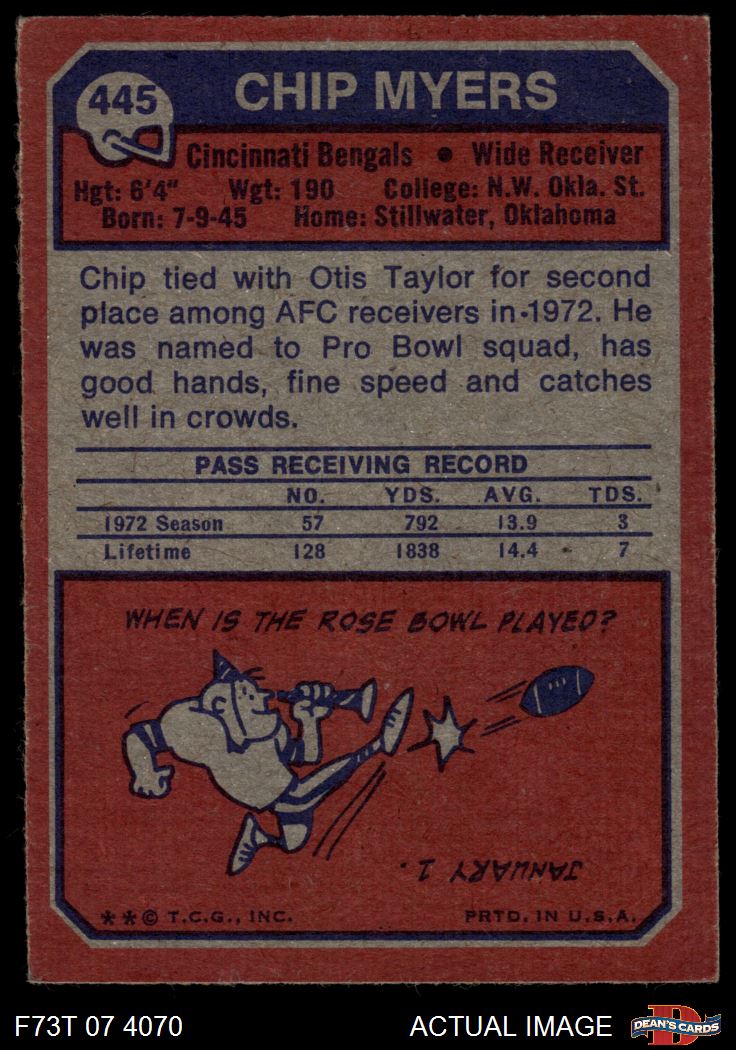 445
CHIP MYERS
Cincinnati Bengals • Wide Receiver
Hgt: 6'4" Wgt: 190 College: N.W. Okla. St.
Born: 7-9-45 Home: Stillwater, Oklahoma
Chip tied with Otis Taylor for second
place among AFC receivers in 1972. He
was named to Pro Bowl squad, has
good hands, fine speed and catches
well in crowds.
PASS RECEIVING RECORD
NO. YDS. AVG. TDS.
1972 Season 57 792 13.9 3
Lifetime 128 1838 14.4 7
WHEN IS THE ROSE BOWL PLAYED?
JANUARY 1.
**© T.C.G., INC. PRTD. IN U.S.A.
F73T 07 4070 ACTUAL IMAGE D DEAN'S CARDS